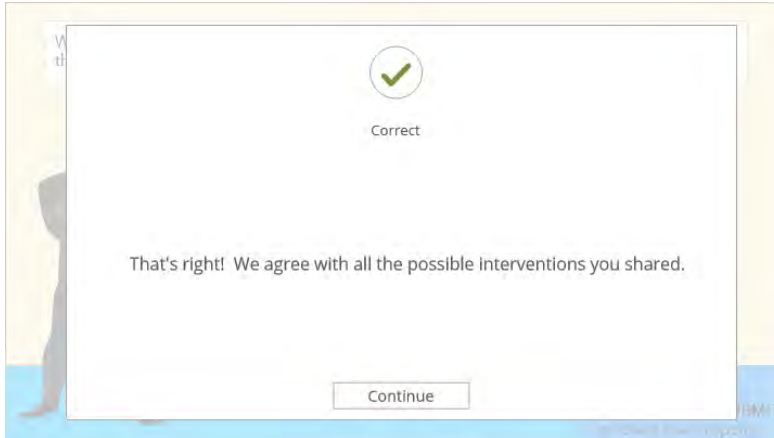 Correct
That's right!  We agree with all the possible interventions you shared.
Continue